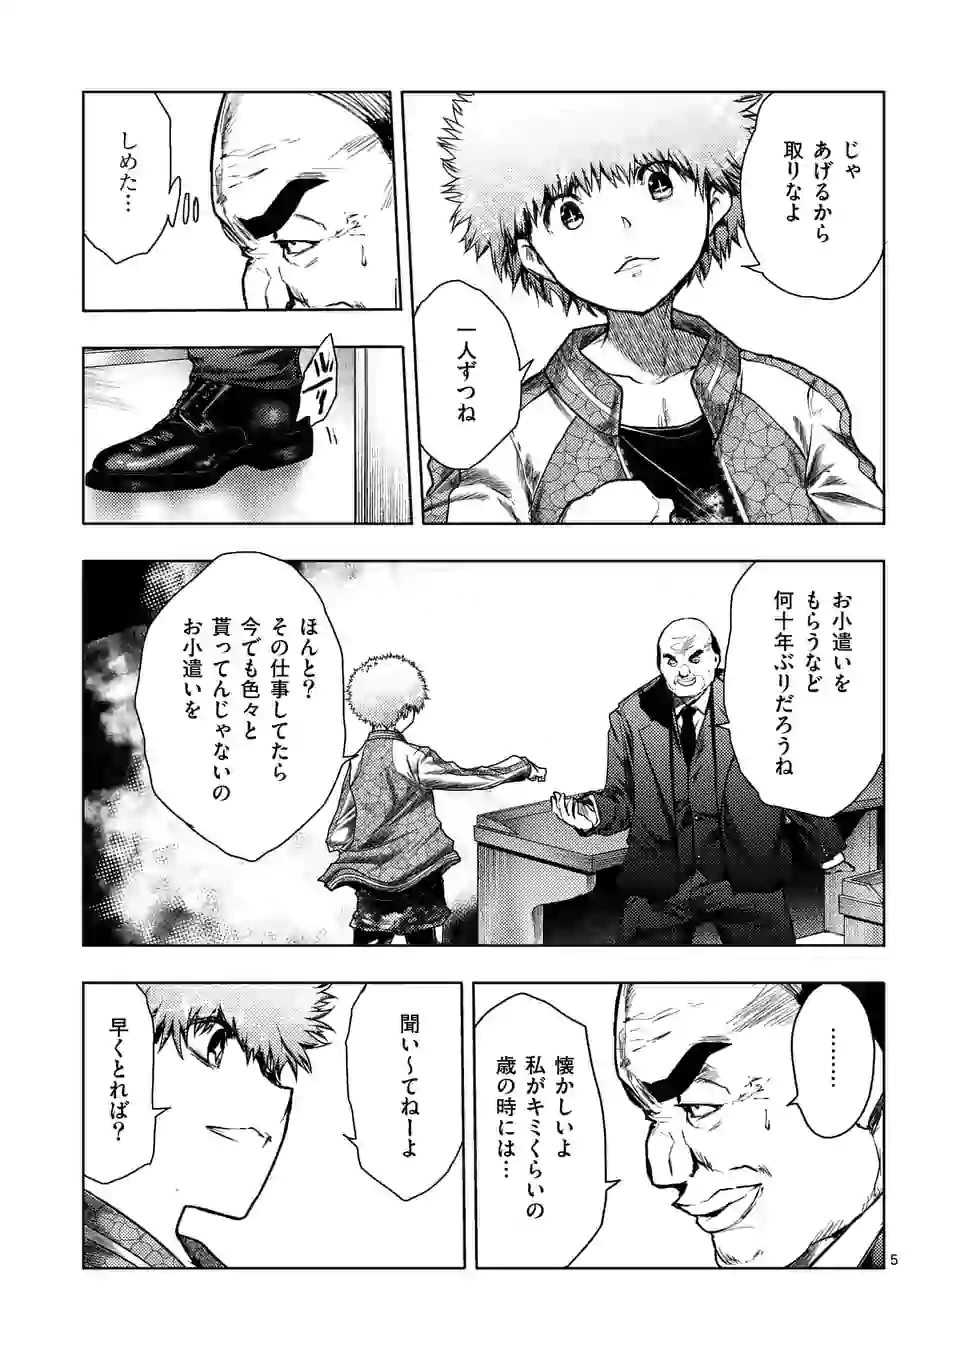 じゃ
あげるから
取りなよ
一人ずつね
しめた…
お小遣いを
もらうなど
何十年ぶりだろうね
ほんと？
その仕事してたら
今でも色々と
貰ってんじゃないの
お小遣いを
………
懐かしいよ
私がキミくらいの
歳の時には…
聞い〜てねーよ
早くとれば？
5